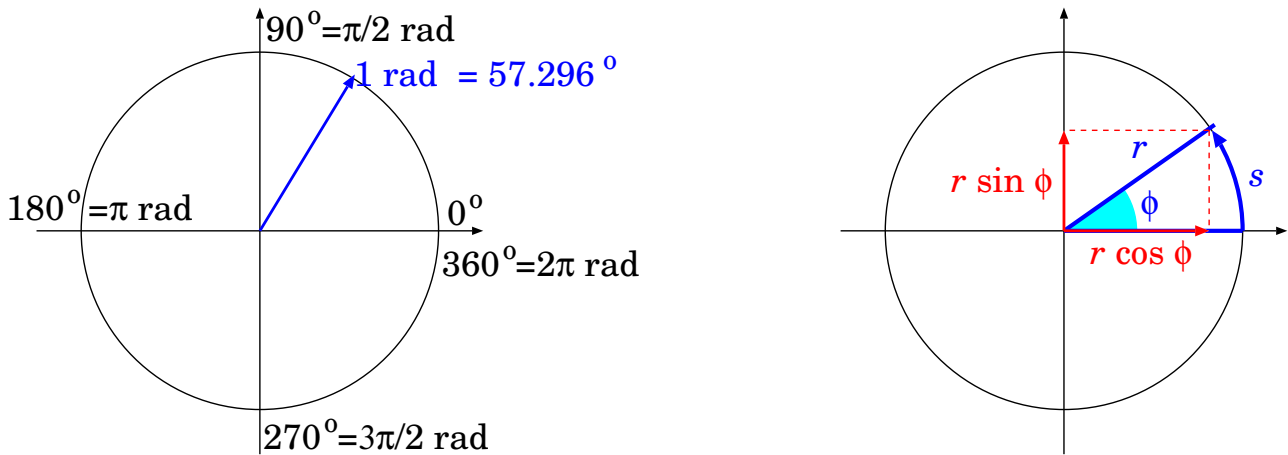 90°=π/2 rad
1 rad = 57.296 °
180°=π rad
0°
360°=2π rad
270°=3π/2 rad
r
s
r sin ϕ
ϕ
r cos ϕ